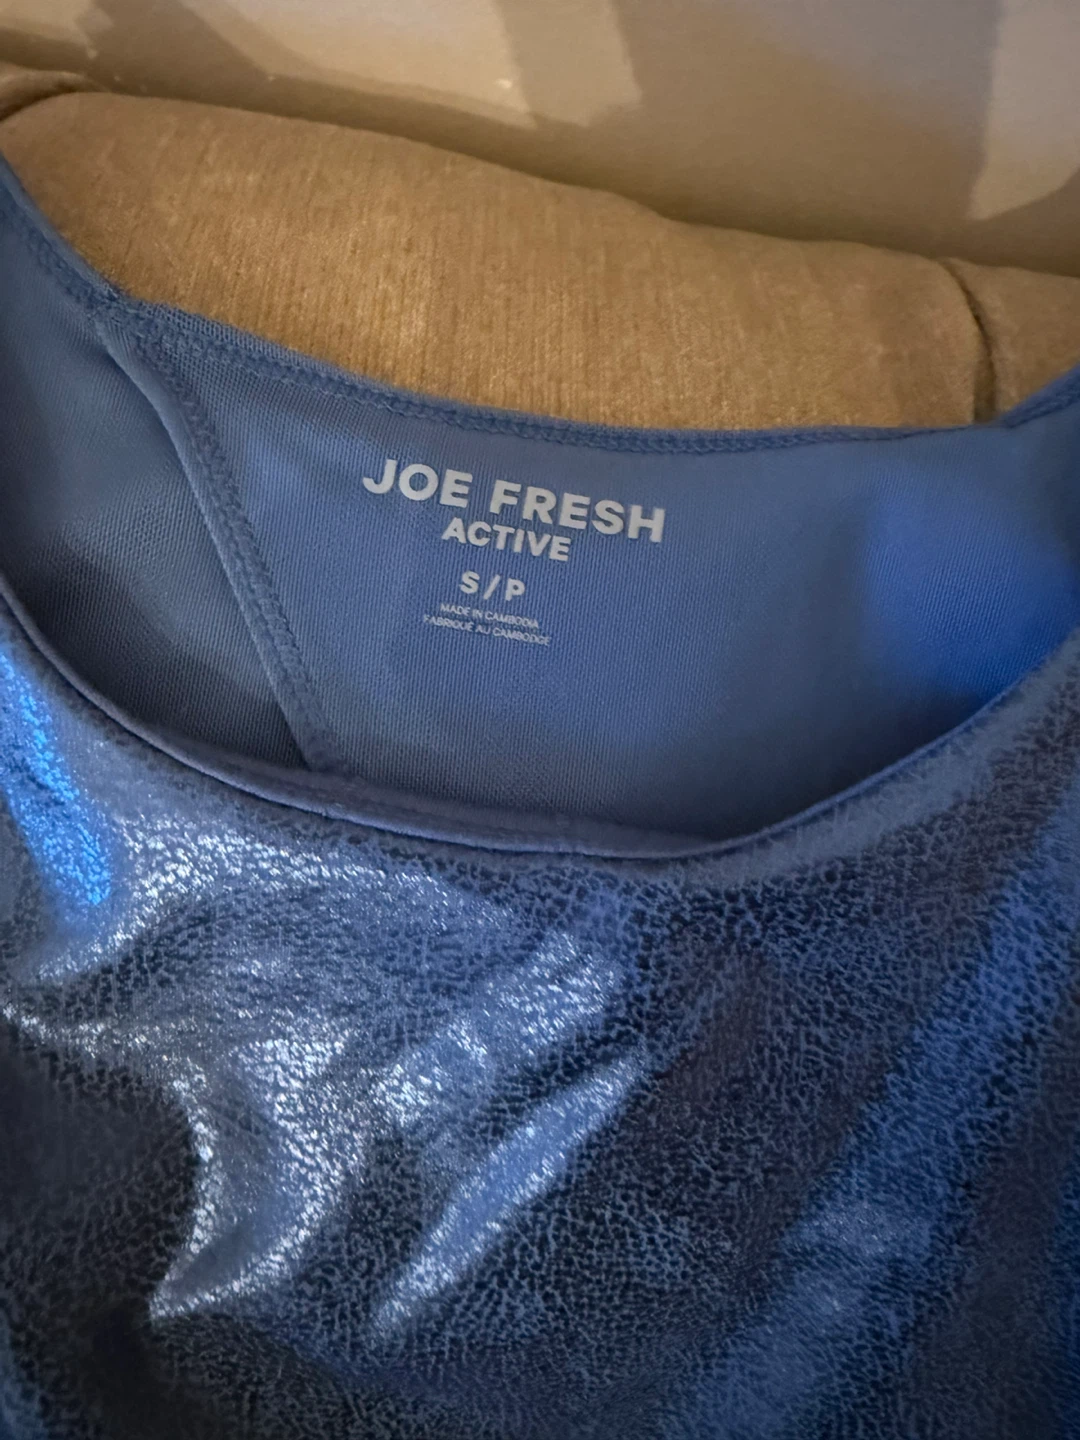 JOE FRESH
ACTIVE
S/P
MADE IN CAMBODIA
FABRIQUÉ AU CAMBODGE